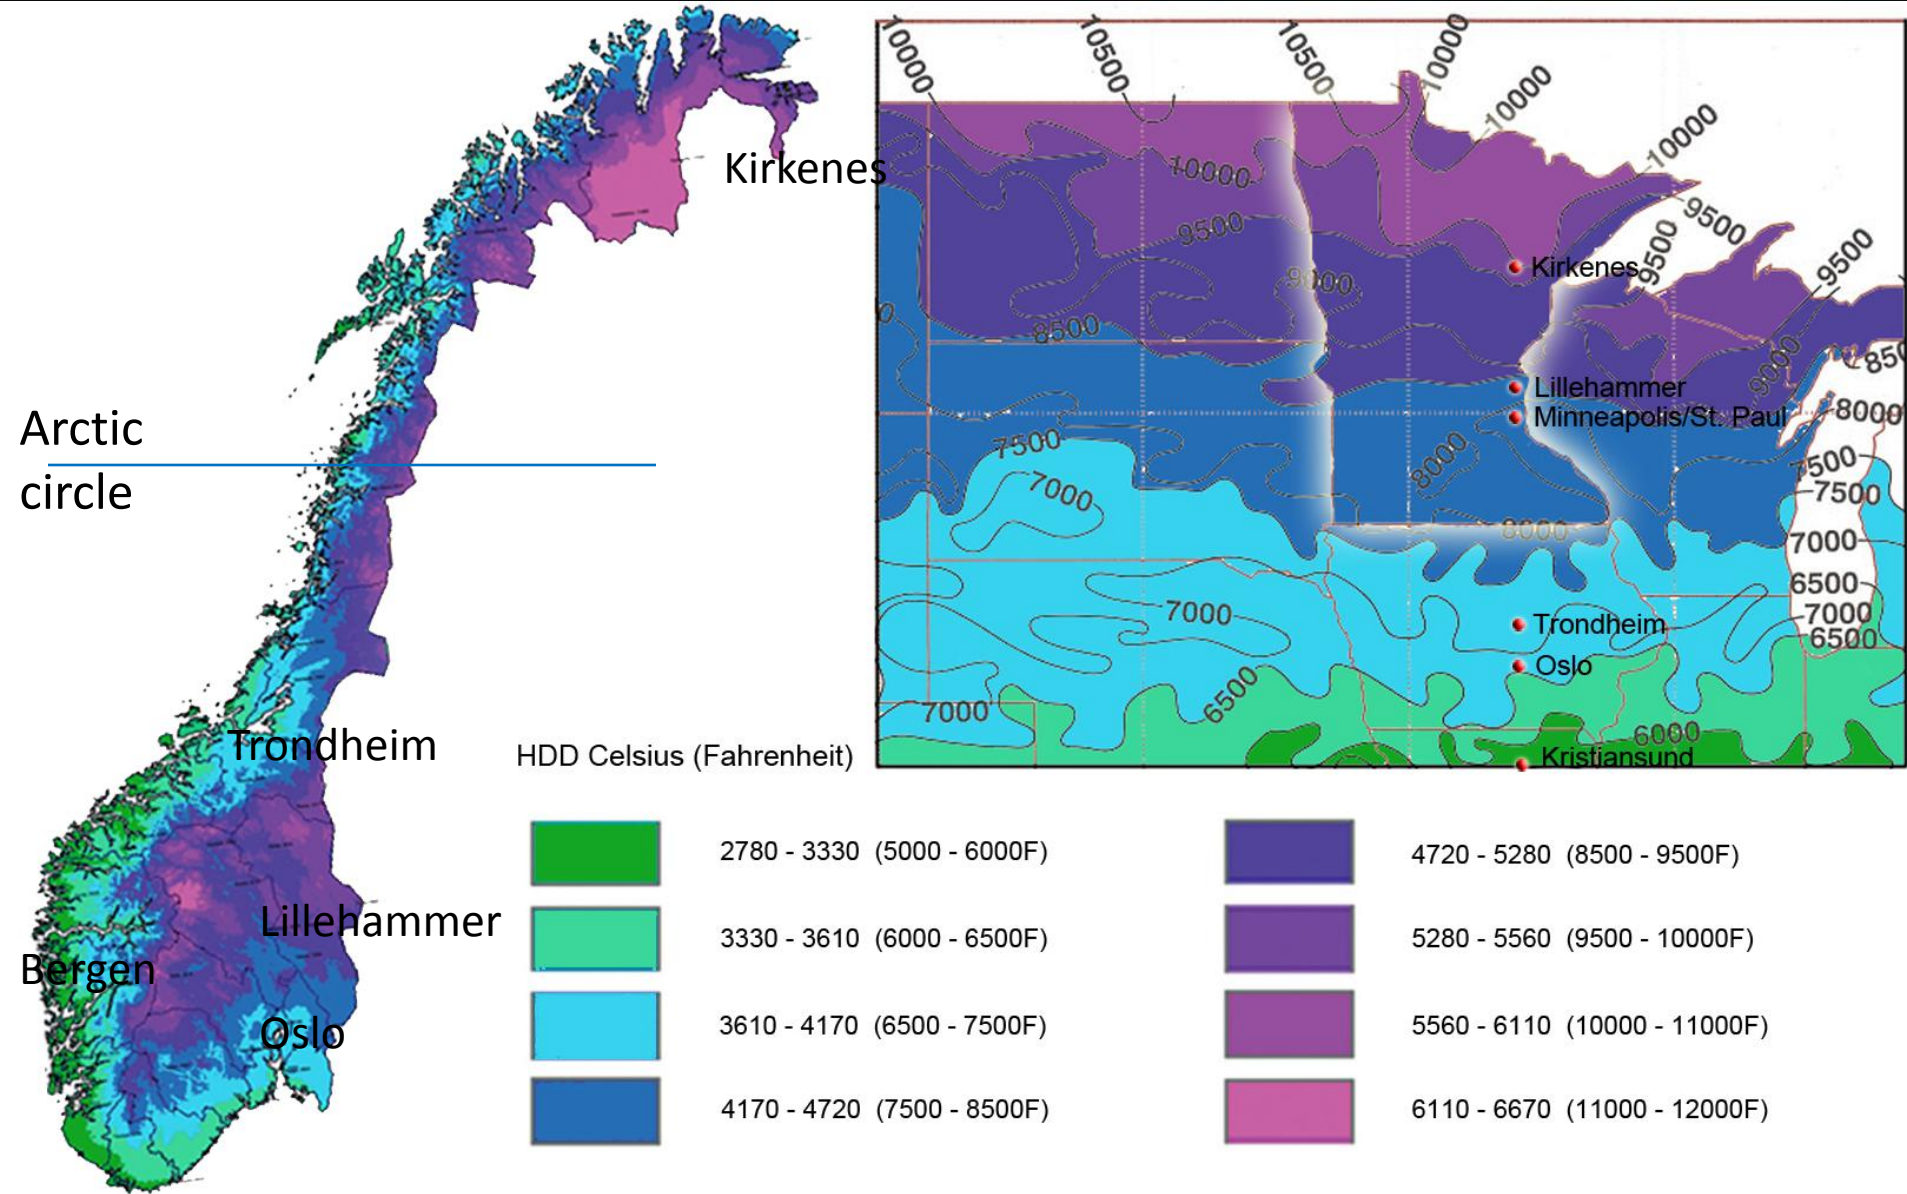 Kirkenes
Arctic
circle
Trondheim
Lillehammer
Bergen
Oslo
10000
10500
10500
10000
10000
10000
10000
9500
9500
9500
9500
9000
8500
Kirkenes
9000
850
Lillehammer
Minneapolis/St. Paul
8000
7500
8000
7500
7000
7500
8000
7000
6500
7000
7000
Trondheim
6500
Oslo
6500
7000
6000
Kristiansund
HDD Celsius (Fahrenheit)
2780 - 3330 (5000 - 6000F)
3330 - 3610 (6000 - 6500F)
3610 - 4170 (6500 - 7500F)
4170 - 4720 (7500 - 8500F)
4720 - 5280 (8500 - 9500F)
5280 - 5560 (9500 - 10000F)
5560 - 6110 (10000 - 11000F)
6110 - 6670 (11000 - 12000F)